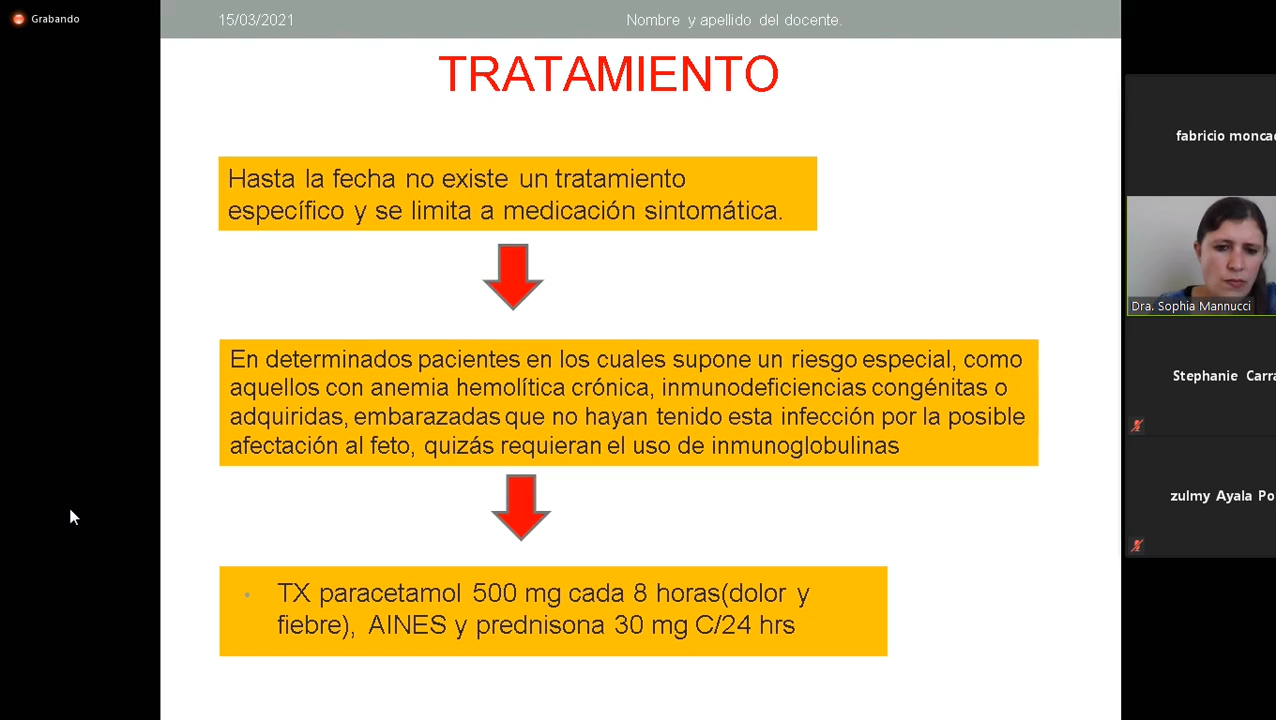 Grabando
15/03/2021
Nombre y apellido del docente.
TRATAMIENTO
Hasta la fecha no existe un tratamiento
específico y se limita a medicación sintomática.
En determinados pacientes en los cuales supone un riesgo especial, como
aquellos con anemia hemolítica crónica, inmunodeficiencias congénitas o
adquiridas, embarazadas que no hayan tenido esta infección por la posible
afectación al feto, quizás requieran el uso de inmunoglobulinas
• TX paracetamol 500 mg cada 8 horas(dolor y
fiebre), AINES y prednisona 30 mg C/24 hrs
fabricio moncad
Dra. Sophia Mannucci
Stephanie Carra
zulmy Ayala Po